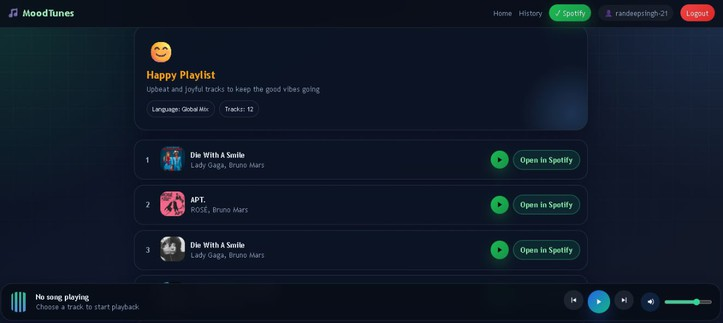 MoodTunes
Home History ✓ Spotify randeepsingh-21 Logout
Happy Playlist
Upbeat and joyful tracks to keep the good vibes going
Language: Global Mix Tracks: 12
1 Die With A Smile
Lady Gaga, Bruno Mars
Open in Spotify
2 APT.
ROSÉ, Bruno Mars
Open in Spotify
3 Die With A Smile
Lady Gaga, Bruno Mars
Open in Spotify
No song playing
Choose a track to start playback